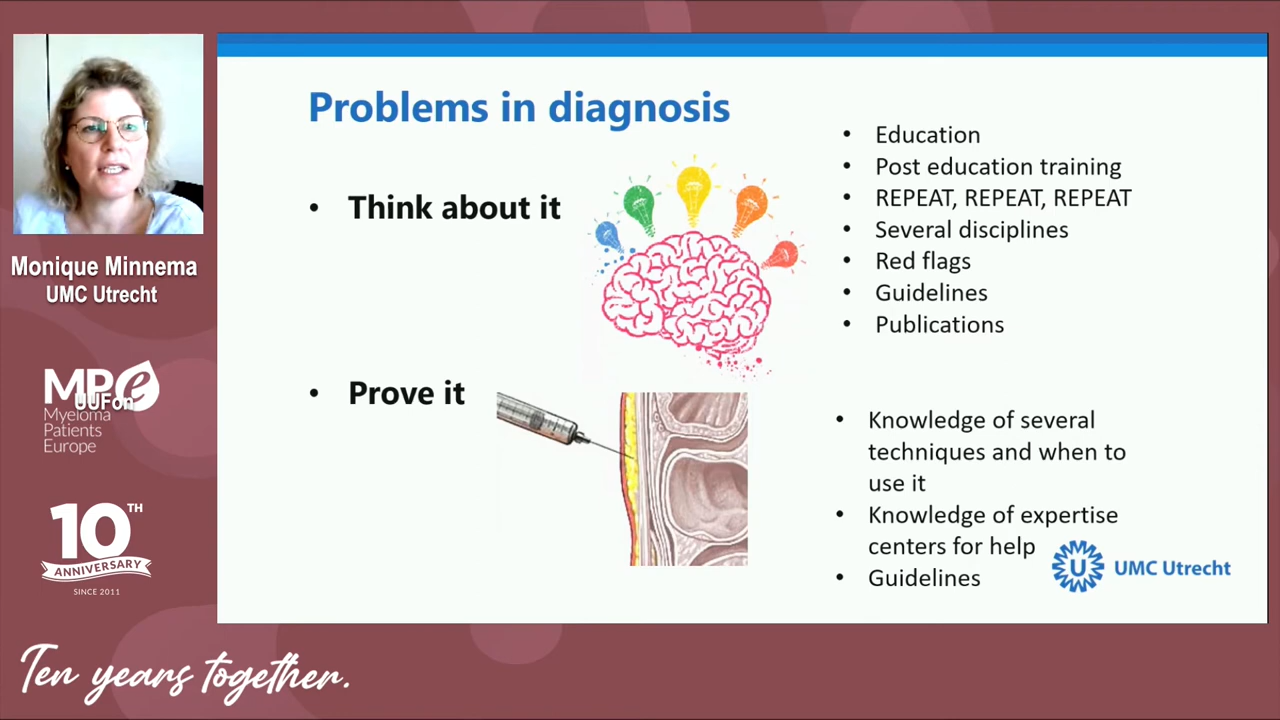 Monique Minnema
UMC Utrecht
MPe
UUFon
Myeloma
Patients
Europe
10TH
ANNIVERSARY
SINCE 2011
Ten years together.
Problems in diagnosis
• Think about it
• Education
• Post education training
• REPEAT, REPEAT, REPEAT
• Several disciplines
• Red flags
• Guidelines
• Publications
• Prove it
• Knowledge of several
techniques and when to
use it
• Knowledge of expertise
centers for help
• Guidelines
U UMC Utrecht